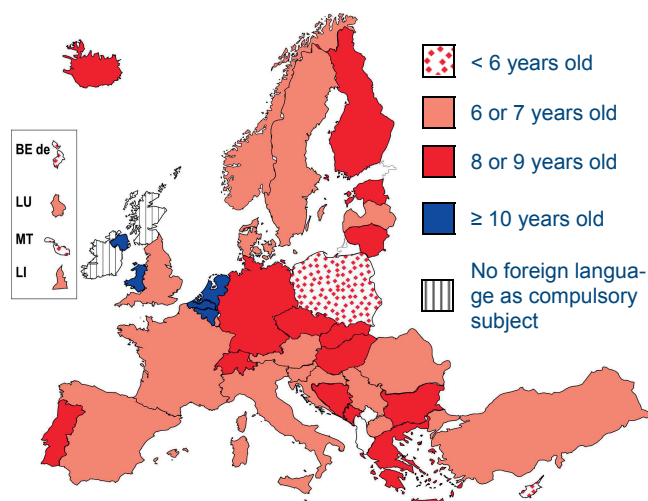 < 6 years old
6 or 7 years old
8 or 9 years old
≥ 10 years old
No foreign langua-
ge as compulsory
subject
BE de
LU
MT
LI